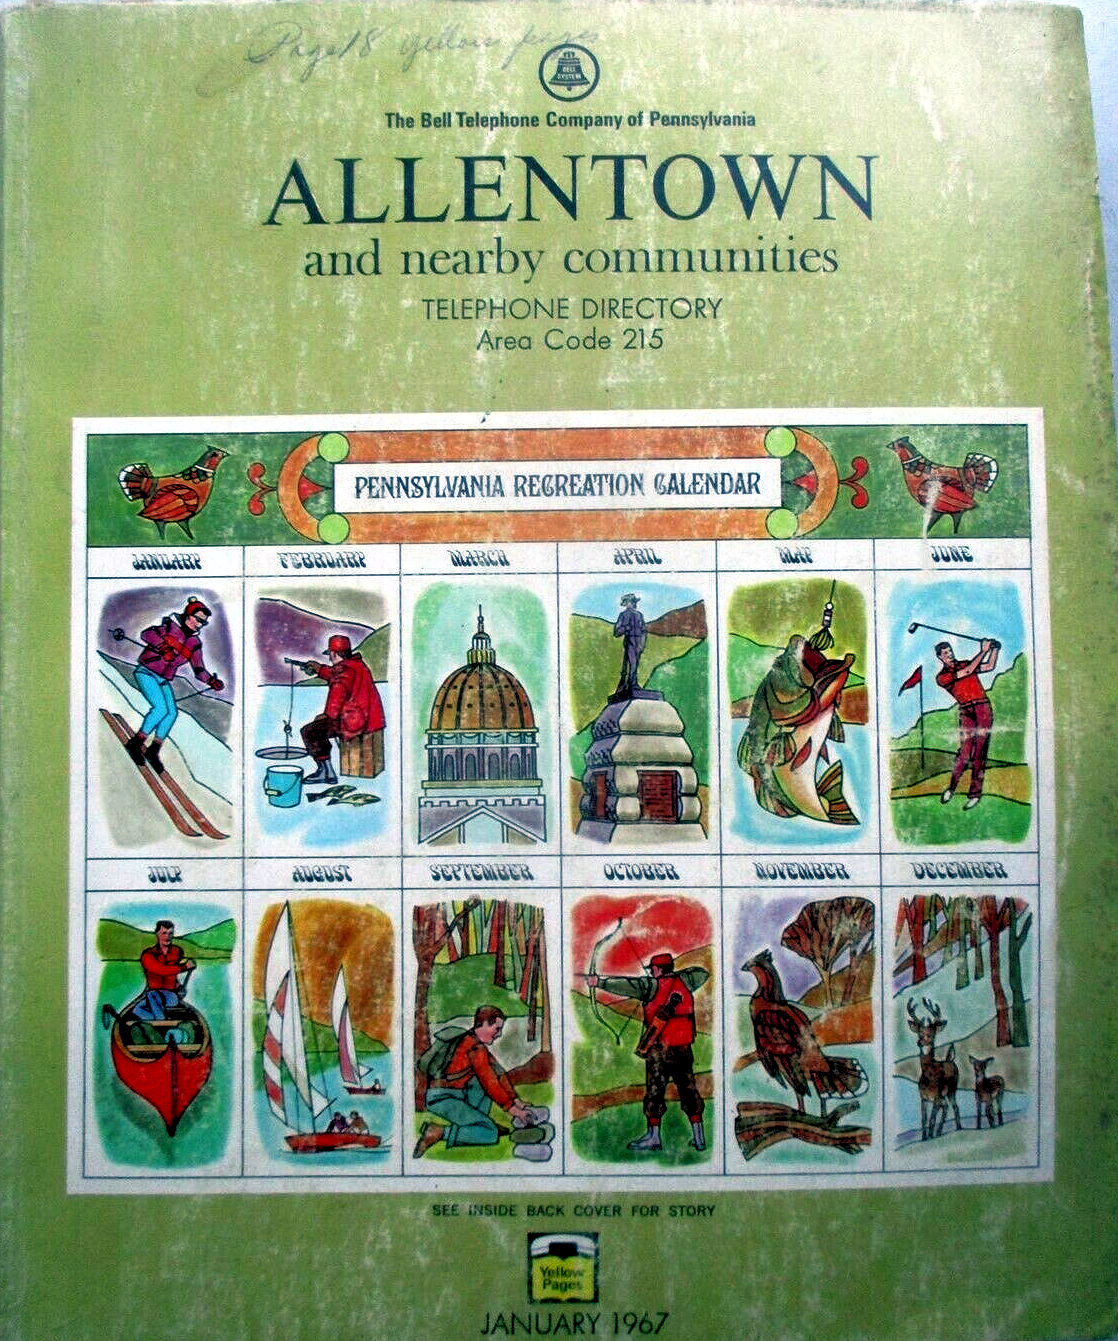 Page 18 yellow pages
BELL
SYSTEM
The Bell Telephone Company of Pennsylvania
ALLENTOWN
and nearby communities
TELEPHONE DIRECTORY
Area Code 215
PENNSYLVANIA RECREATION CALENDAR
JANUARY FEBRUARY MARCH APRIL MAY JUNE
JULY AUGUST SEPTEMBER OCTOBER NOVEMBER DECEMBER
SEE INSIDE BACK COVER FOR STORY
Yellow
Pages
JANUARY 1967